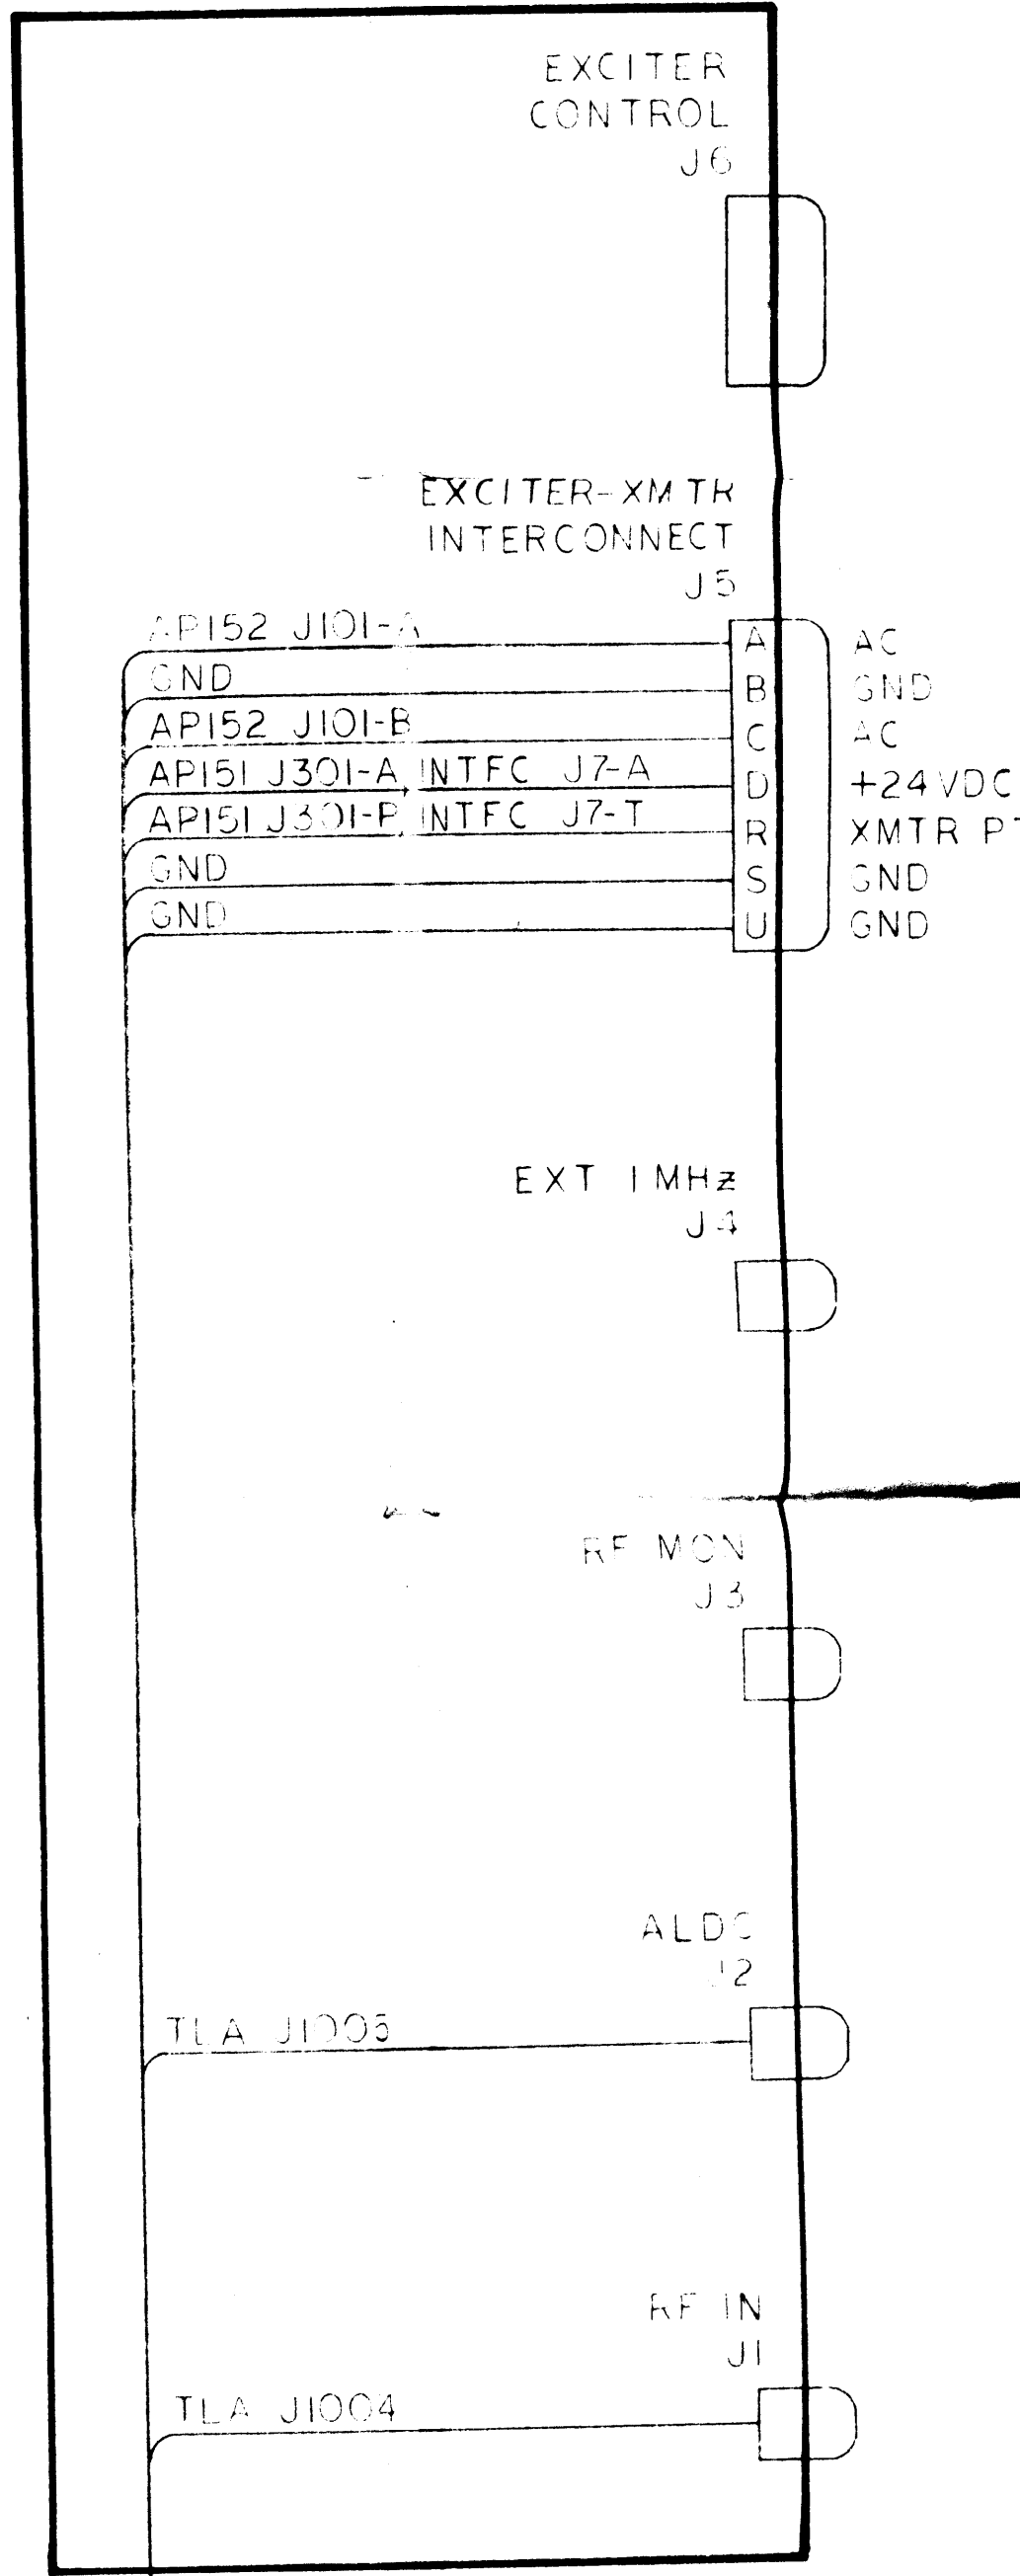 EXCITER
CONTROL
J6
EXCITER-XMTR
INTERCONNECT
J5
AP152 J101-A A AC
GND B GND
AP152 J101-B C AC
AP151 J301-A, INTFC J7-A D +24VDC
AP151 J301-P, INTFC J7-T R XMTR PT
GND S GND
GND U GND
EXT 1MHz
J4
RF MON
J3
ALDC
J2
TLA J1005
RF IN
J1
TLA J1004